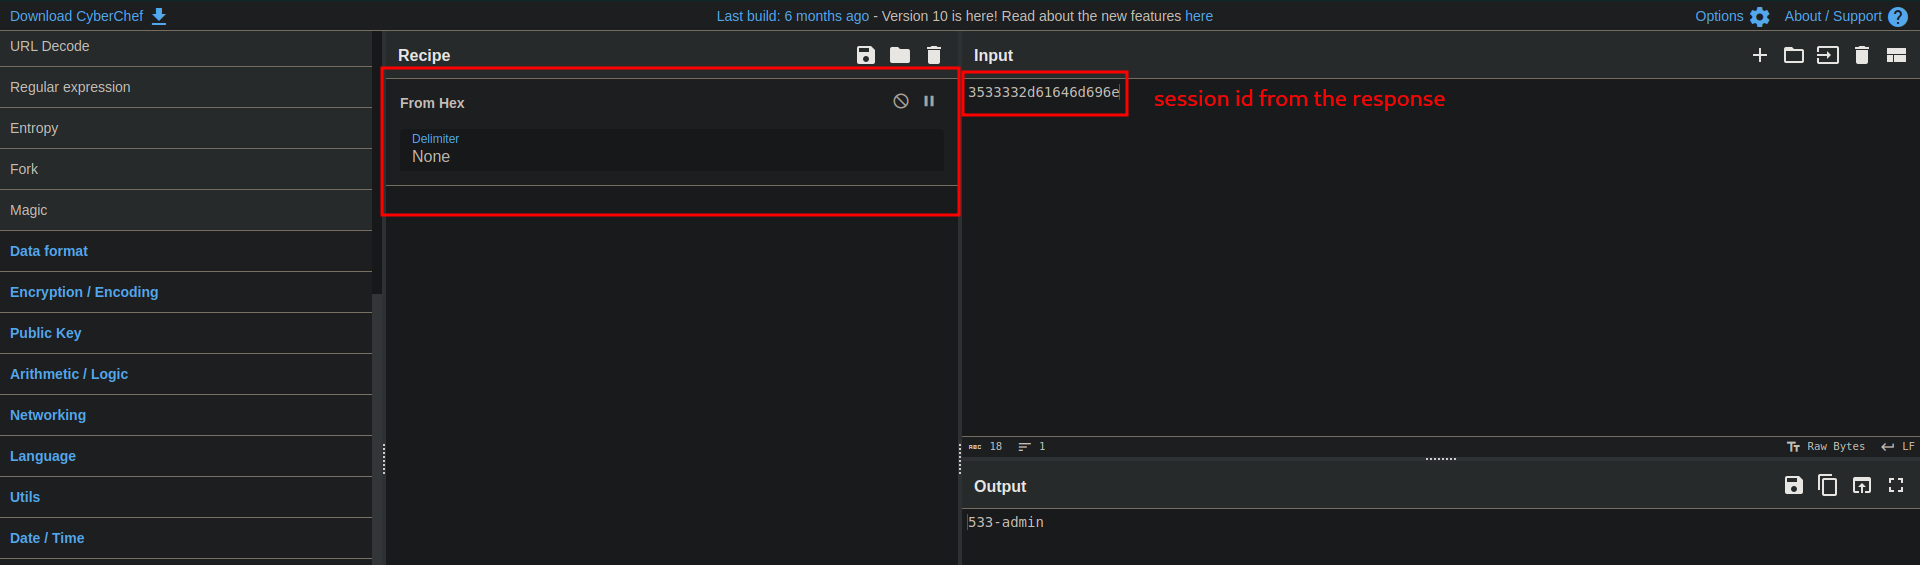 Download CyberChef
Last build: 6 months ago - Version 10 is here! Read about the new features here
Options
About / Support
URL Decode
Regular expression
Entropy
Fork
Magic
Data format
Encryption / Encoding
Public Key
Arithmetic / Logic
Networking
Language
Utils
Date / Time
Recipe
From Hex
Delimiter
None
Input
3533332d61646d696e
session id from the response
ABC 18 1
Raw Bytes LF
Output
533-admin